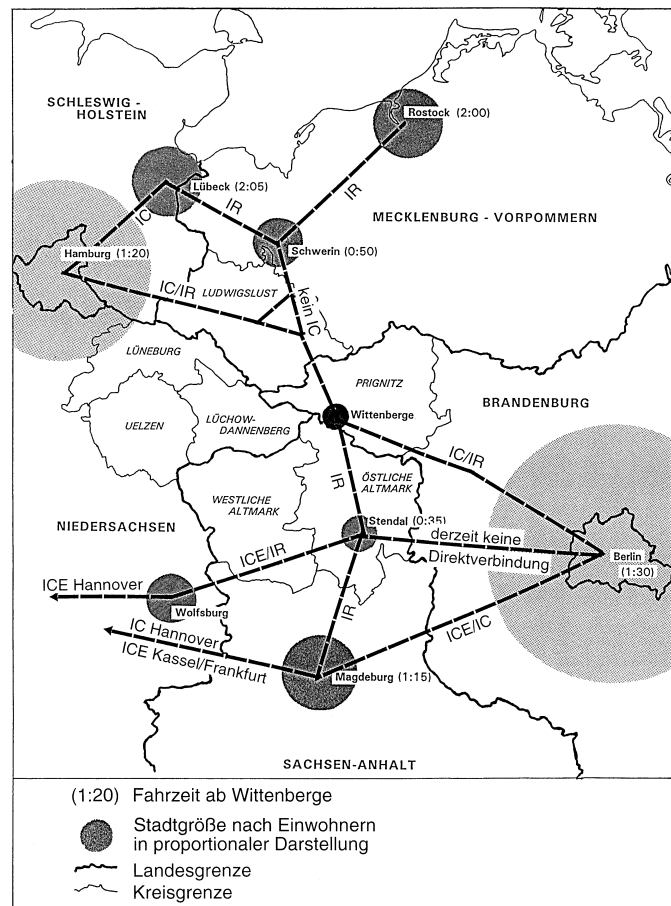 SCHLESWIG -
HOLSTEIN
Rostock (2:00)
Lübeck (2:05)
IR
IC
IR
MECKLENBURG - VORPOMMERN
Hamburg (1:20)
Schwerin (0:50)
IC/IR
LUDWIGSLUST
kein IC
LÜNEBURG
PRIGNITZ
BRANDENBURG
UELZEN
LÜCHOW-
DANNENBERG
Wittenberge
IC/IR
IR
ÖSTLICHE
ALTMARK
WESTLICHE
ALTMARK
NIEDERSACHSEN
Stendal (0:35)
derzeit keine
Direktverbindung
Berlin
(1:30)
ICE/IR
ICE Hannover
Wolfsburg
IR
ICE/IC
IC Hannover
ICE Kassel/Frankfurt
Magdeburg (1:15)
SACHSEN-ANHALT
(1:20) Fahrzeit ab Wittenberge
Stadtgröße nach Einwohnern
in proportionaler Darstellung
Landesgrenze
Kreisgrenze